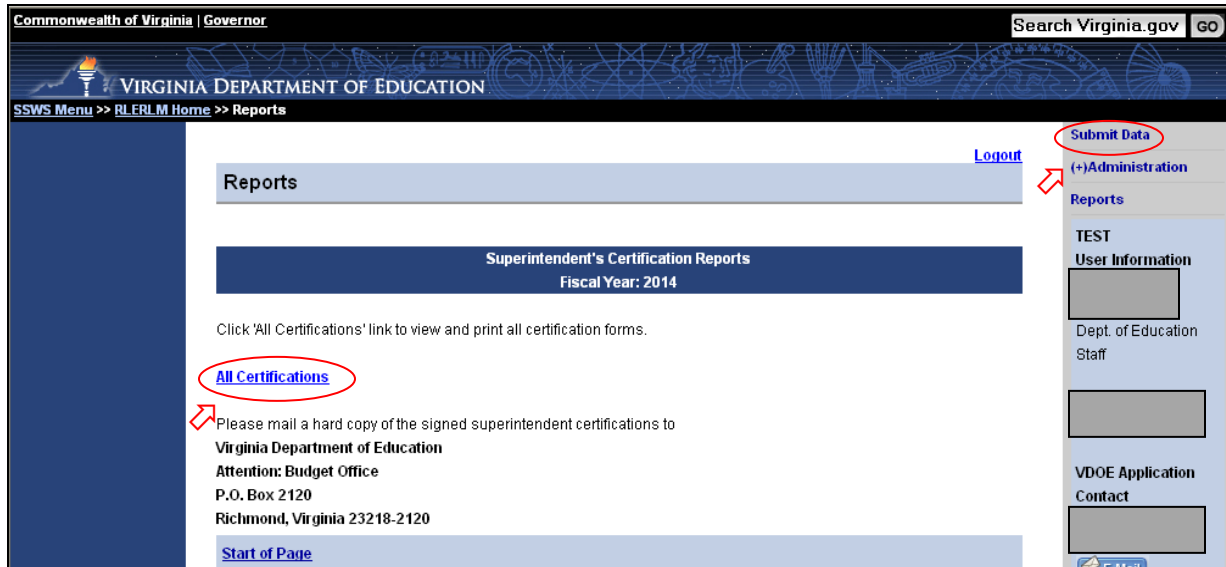 Commonwealth of Virginia | Governor
Search Virginia.gov GO
VIRGINIA DEPARTMENT OF EDUCATION
SSWS Menu >> RLERLM Home >> Reports
Logout
Reports
Superintendent's Certification Reports
Fiscal Year: 2014
Click 'All Certifications' link to view and print all certification forms.
All Certifications
Please mail a hard copy of the signed superintendent certifications to
Virginia Department of Education
Attention: Budget Office
P.O. Box 2120
Richmond, Virginia 23218-2120
Start of Page
Submit Data
(+)Administration
Reports
TEST
User Information
Dept. of Education
Staff
VDOE Application
Contact
E-Mail